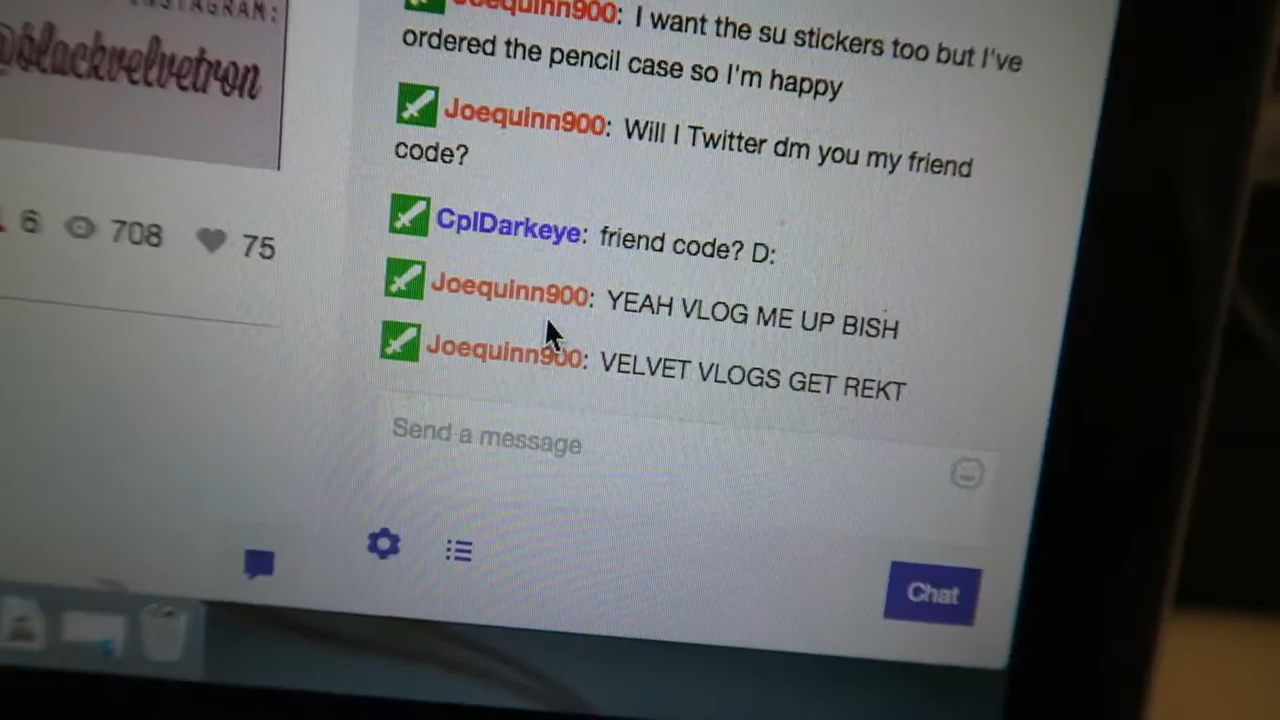 INSTAGRAM:
@blackvelvetron
6 708 75
Joequinn900: I want the su stickers too but I've
ordered the pencil case so I'm happy
Joequinn900: Will I Twitter dm you my friend
code?
CplDarkeye: friend code? D:
Joequinn900: YEAH VLOG ME UP BISH
Joequinn900: VELVET VLOGS GET REKT
Send a message
Chat